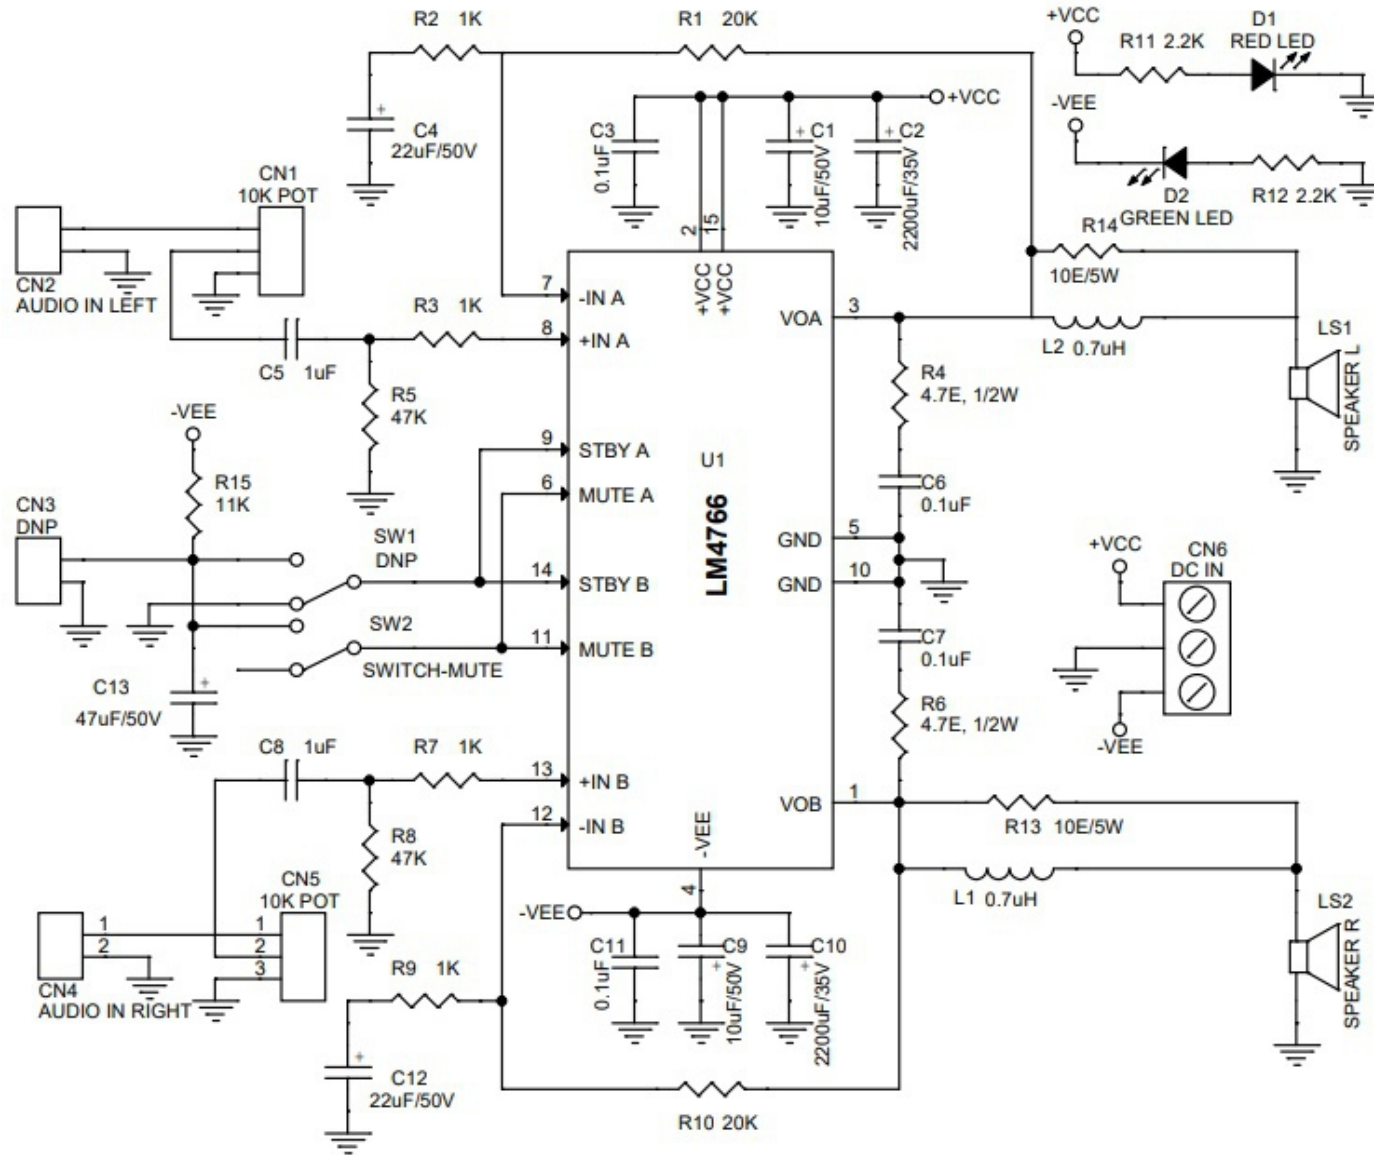 R2 1K
R1 20K
+VCC
D1
RED LED
R11 2.2K
-VEE
+VCC
C3
0.1uF
+
C1
10uF/50V
+
C2
2200uF/35V
+
C4
22uF/50V
D2
GREEN LED
R12 2.2K
CN1
10K POT
2
15
+VCC
+VCC
R14
10E/5W
CN2
AUDIO IN LEFT
7
-IN A
R3 1K
8
+IN A
VOA
3
L2 0.7uH
LS1
SPEAKER L
C5 1uF
R5
47K
R4
4.7E, 1/2W
-VEE
9
STBY A
R15
11K
6
MUTE A
U1
LM4766
C6
0.1uF
CN3
DNP
SW1
DNP
GND
5
+VCC
CN6
DC IN
14
STBY B
GND
10
SW2
11
MUTE B
C7
0.1uF
SWITCH-MUTE
C13
47uF/50V
+
R6
4.7E, 1/2W
-VEE
C8 1uF
R7 1K
13
+IN B
12
-IN B
VOB
1
R13 10E/5W
R8
47K
-VEE
4
L1 0.7uH
CN5
10K POT
-VEE
LS2
SPEAKER R
1
2
1
2
3
C11
0.1uF
C9
+
10uF/50V
C10
+
2200uF/35V
CN4
AUDIO IN RIGHT
R9 1K
+
C12
22uF/50V
R10 20K